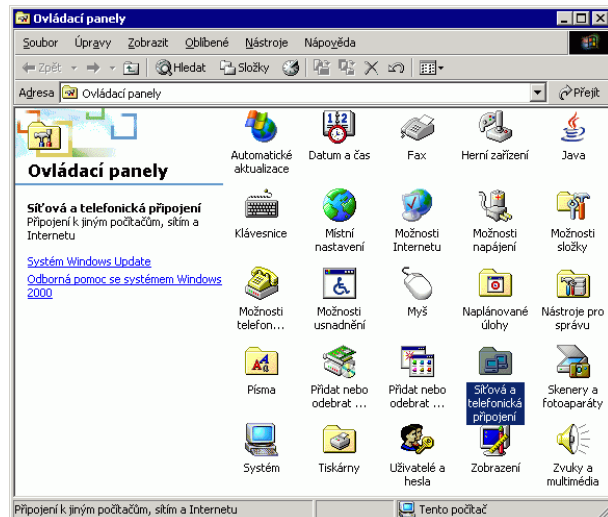 Ovládací panely
Soubor Úpravy Zobrazit Oblíbené Nástroje Nápověda
Zpět Hledat Složky
Adresa Ovládací panely Přejít
Ovládací panely
Síťová a telefonická připojení
Připojení k jiným počítačům, sítím a
Internetu
Systém Windows Update
Odborná pomoc se systémem Windows
2000
Automatické
aktualizace
Datum a čas
Fax
Herní zařízení
Java
Klávesnice
Místní
nastavení
Možnosti
Internetu
Možnosti
napájení
Možnosti
složky
Možnosti
telefon...
Možnosti
usnadnění
Myš
Naplánované
úlohy
Nástroje pro
správu
Písma
Přidat nebo
odebrat ...
Přidat nebo
odebrat ...
Síťová a
telefonická
připojení
Skenery a
fotoaparáty
Systém
Tiskárny
Uživatelé a
hesla
Zobrazení
Zvuky a
multimédia
Připojení k jiným počítačům, sítím a Internetu
Tento počítač